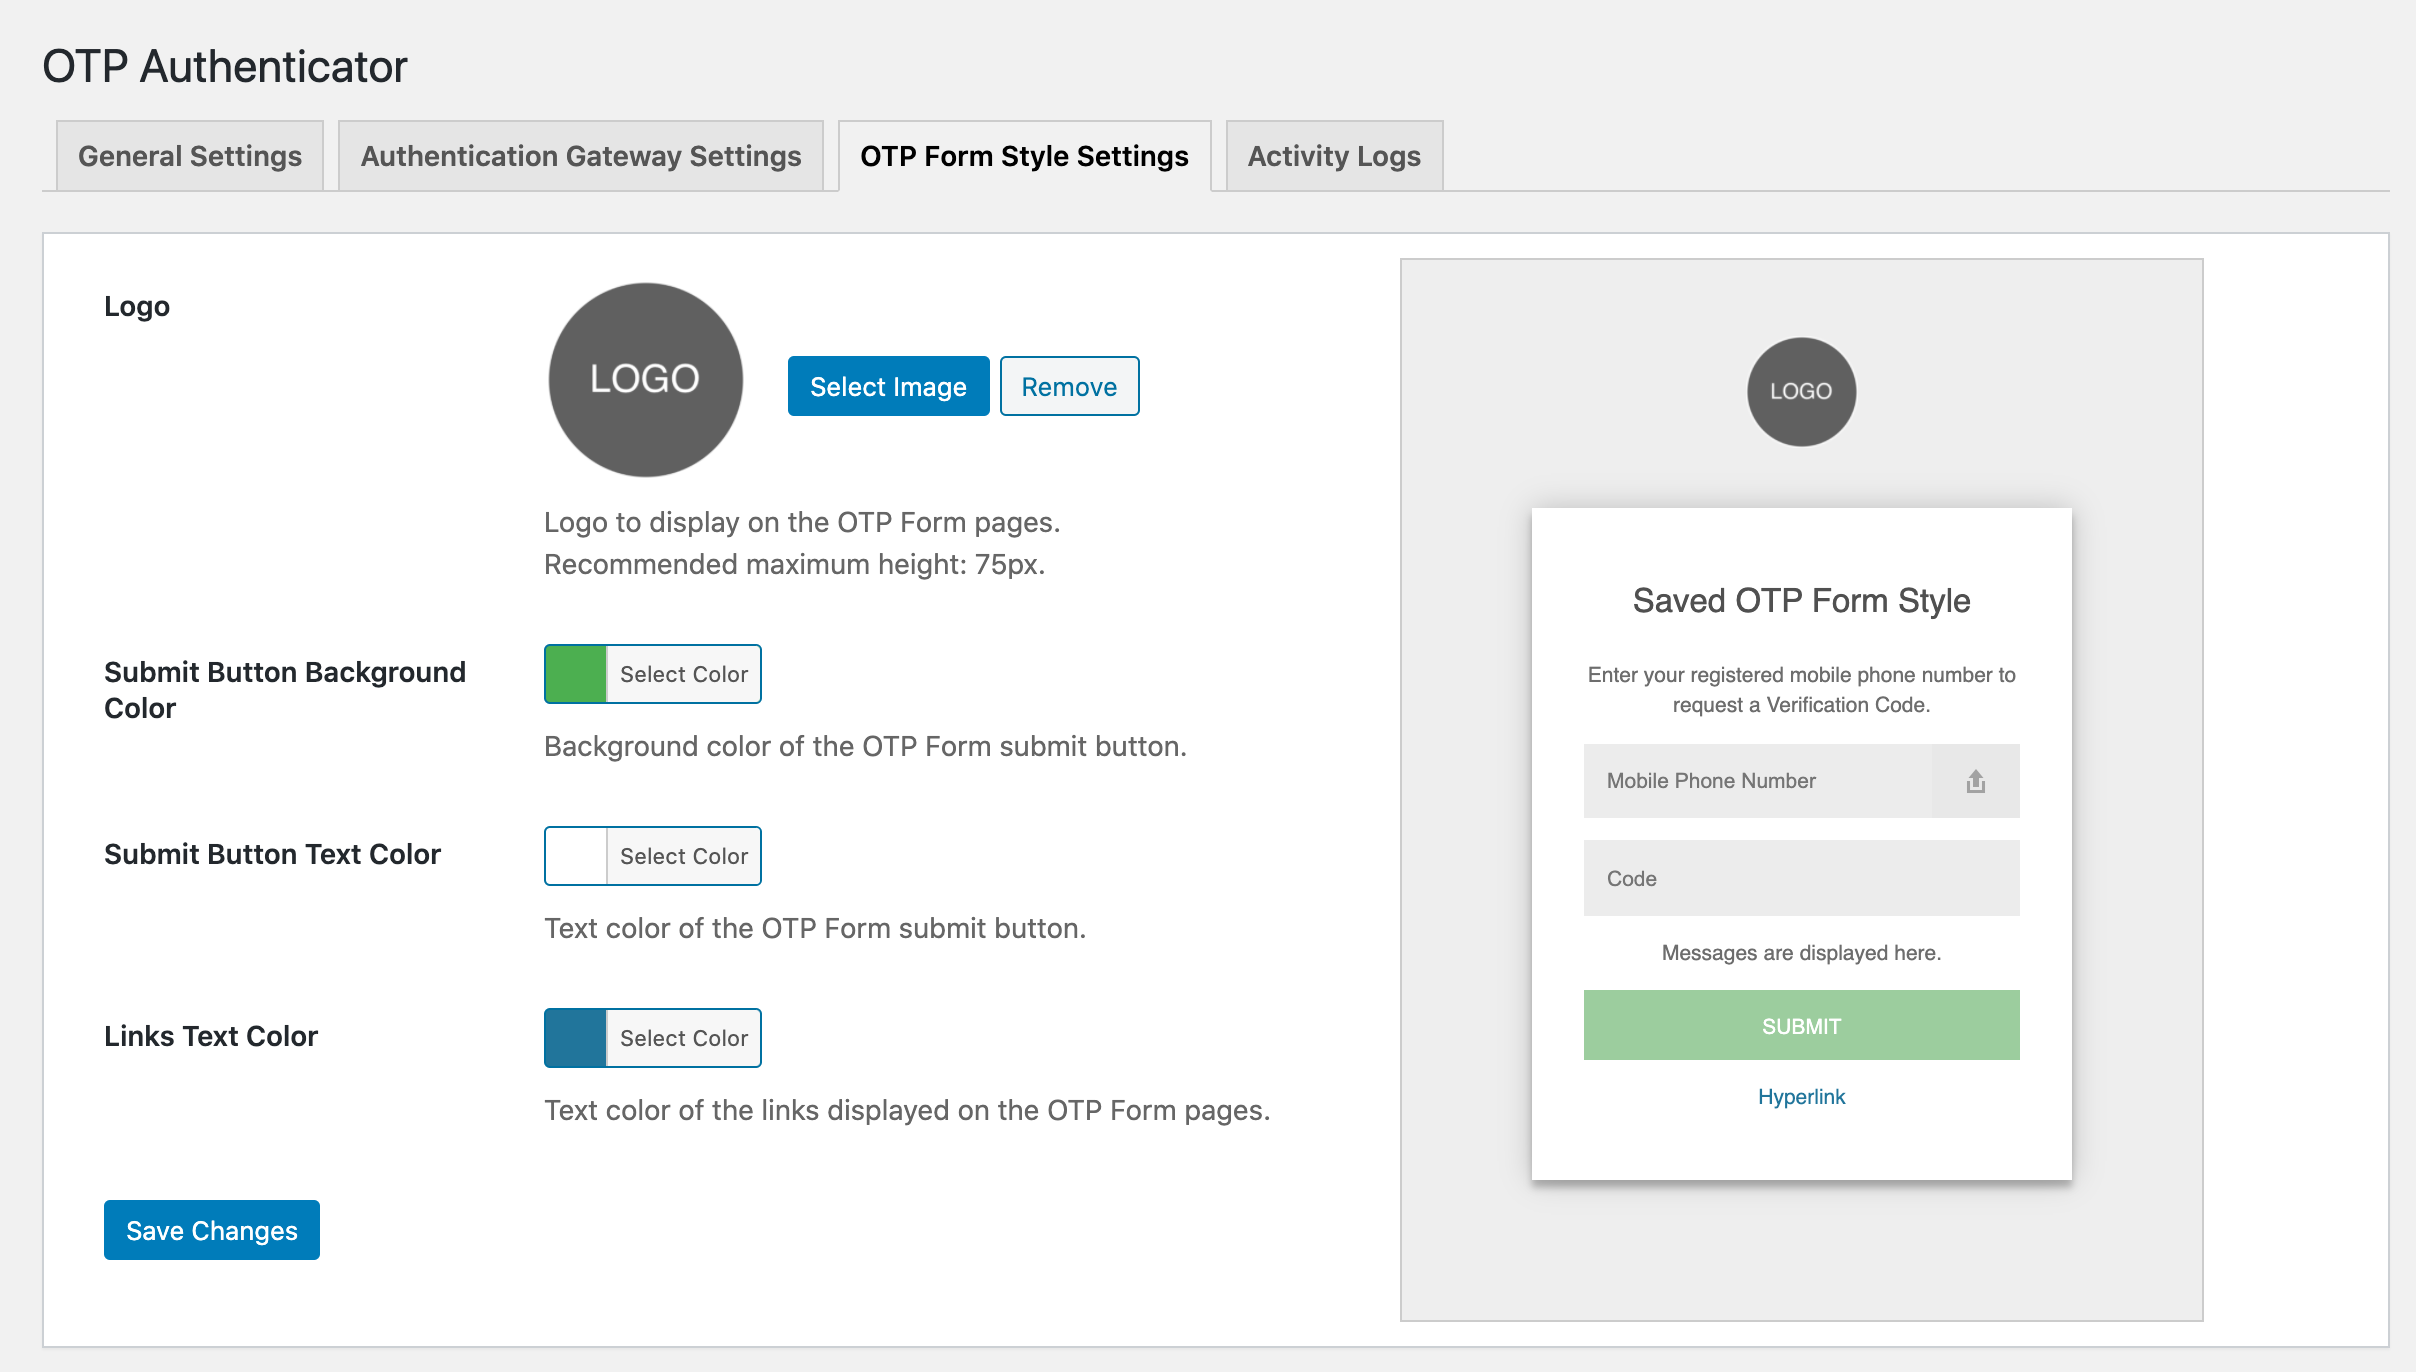 OTP Authenticator
General Settings
Authentication Gateway Settings
OTP Form Style Settings
Activity Logs
Logo
LOGO
Select Image
Remove
Logo to display on the OTP Form pages.
Recommended maximum height: 75px.
Submit Button Background
Color
Select Color
Background color of the OTP Form submit button.
Submit Button Text Color
Select Color
Text color of the OTP Form submit button.
Links Text Color
Select Color
Text color of the links displayed on the OTP Form pages.
Save Changes
LOGO
Saved OTP Form Style
Enter your registered mobile phone number to
request a Verification Code.
Mobile Phone Number
Code
Messages are displayed here.
SUBMIT
Hyperlink